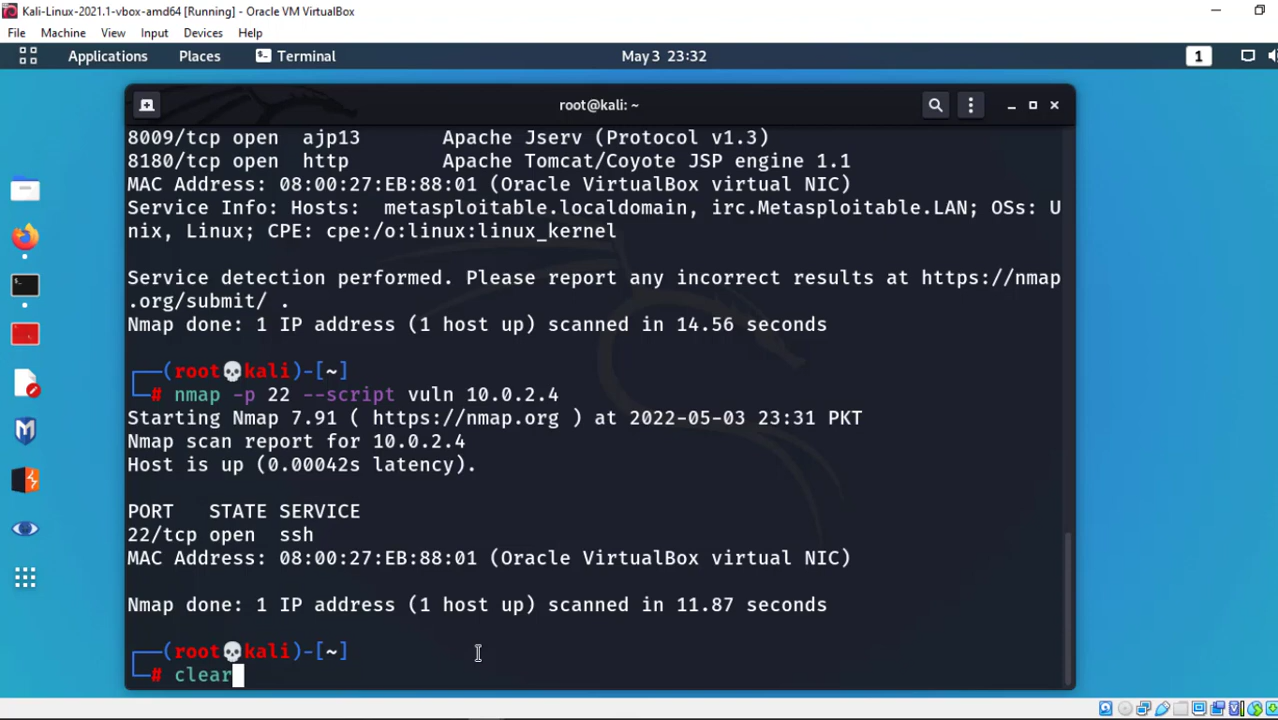 Kali-Linux-2021.1-vbox-amd64 [Running] - Oracle VM VirtualBox
File Machine View Input Devices Help
Applications Places Terminal May 3 23:32 1
root@kali: ~
8009/tcp open ajp13 Apache Jserv (Protocol v1.3)
8180/tcp open http Apache Tomcat/Coyote JSP engine 1.1
MAC Address: 08:00:27:EB:88:01 (Oracle VirtualBox virtual NIC)
Service Info: Hosts: metasploitable.localdomain, irc.Metasploitable.LAN; OSs: U
nix, Linux; CPE: cpe:/o:linux:linux_kernel
Service detection performed. Please report any incorrect results at https://nmap
.org/submit/ .
Nmap done: 1 IP address (1 host up) scanned in 14.56 seconds
┌──(root💀kali)-[~]
└─# nmap -p 22 --script vuln 10.0.2.4
Starting Nmap 7.91 ( https://nmap.org ) at 2022-05-03 23:31 PKT
Nmap scan report for 10.0.2.4
Host is up (0.00042s latency).
PORT STATE SERVICE
22/tcp open ssh
MAC Address: 08:00:27:EB:88:01 (Oracle VirtualBox virtual NIC)
Nmap done: 1 IP address (1 host up) scanned in 11.87 seconds
┌──(root💀kali)-[~]
└─# clear